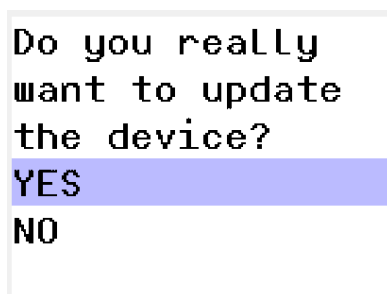 Do you really
want to update
the device?
YES
NO